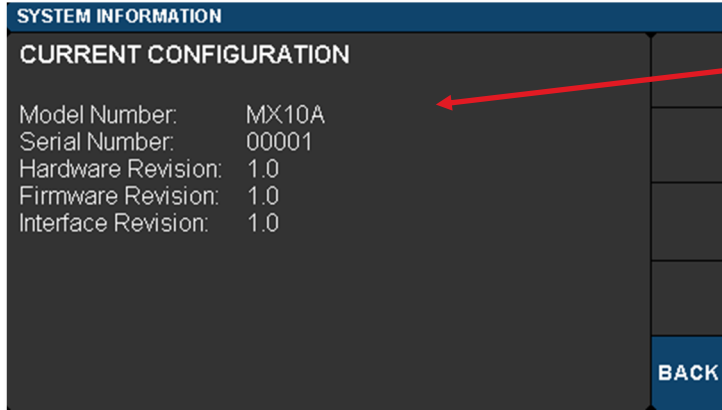 SYSTEM INFORMATION
CURRENT CONFIGURATION
Model Number: MX10A
Serial Number: 00001
Hardware Revision: 1.0
Firmware Revision: 1.0
Interface Revision: 1.0
BACK